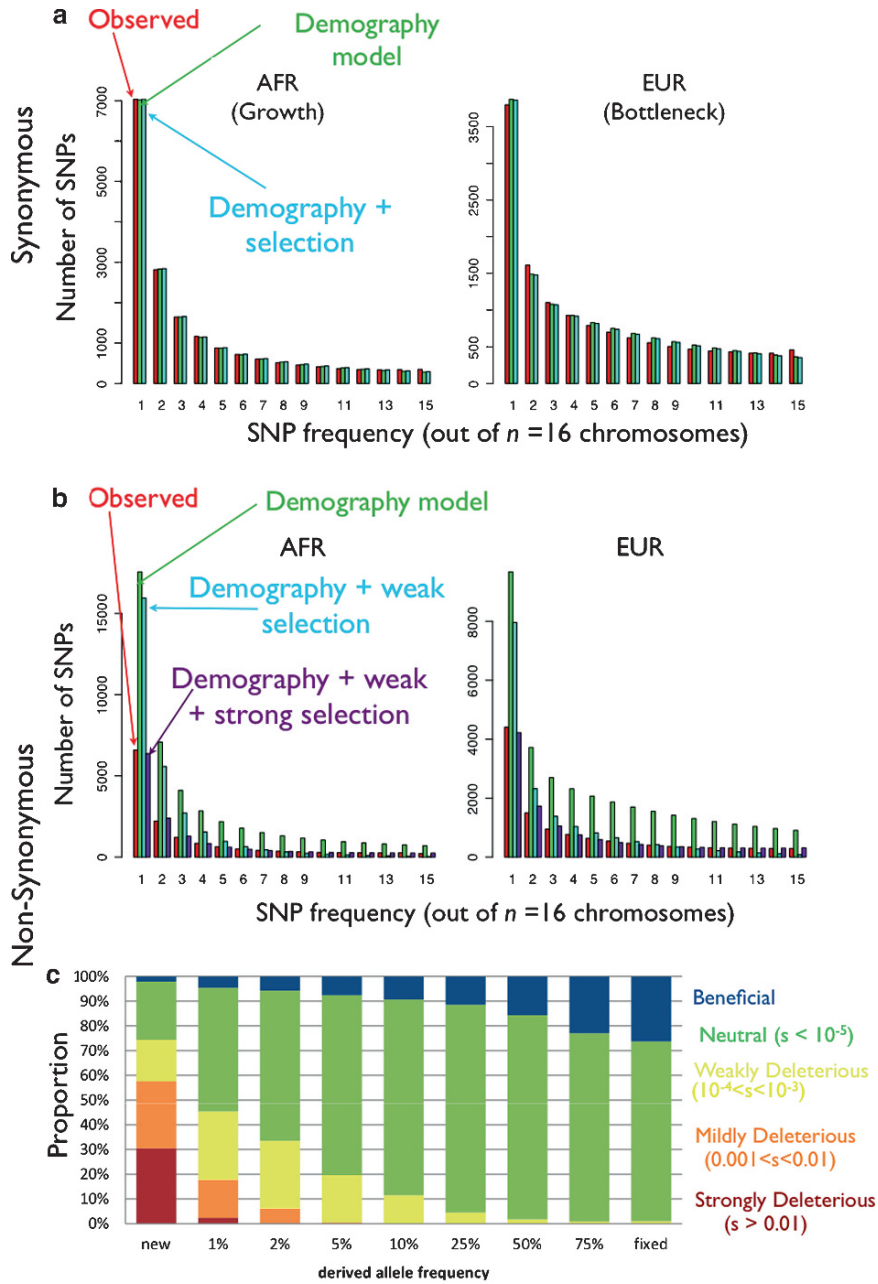 a
Observed
Demography
model
AFR
(Growth)
EUR
(Bottleneck)
Demography +
selection
Synonymous
Number of SNPs
7000
5000
3000
1000
0
3500
2500
1500
500
0
1 2 3 4 5 6 7 8 9 11 13 15
1 2 3 4 5 6 7 8 9 11 13 15
SNP frequency (out of n =16 chromosomes)
b
Observed
Demography model
AFR
EUR
Demography + weak
selection
Demography + weak
+ strong selection
Non-Synonymous
Number of SNPs
15000
10000
5000
0
8000
6000
4000
2000
0
1 2 3 4 5 6 7 8 9 11 13 15
1 2 3 4 5 6 7 8 9 11 13 15
SNP frequency (out of n =16 chromosomes)
c
Proportion
100%
90%
80%
70%
60%
50%
40%
30%
20%
10%
0%
Beneficial
Neutral (s < 10⁻⁵)
Weakly Deleterious
(10⁻⁴<s<10⁻³)
Mildly Deleterious
(0.001<s<0.01)
Strongly Deleterious
(s > 0.01)
new 1% 2% 5% 10% 25% 50% 75% fixed
derived allele frequency